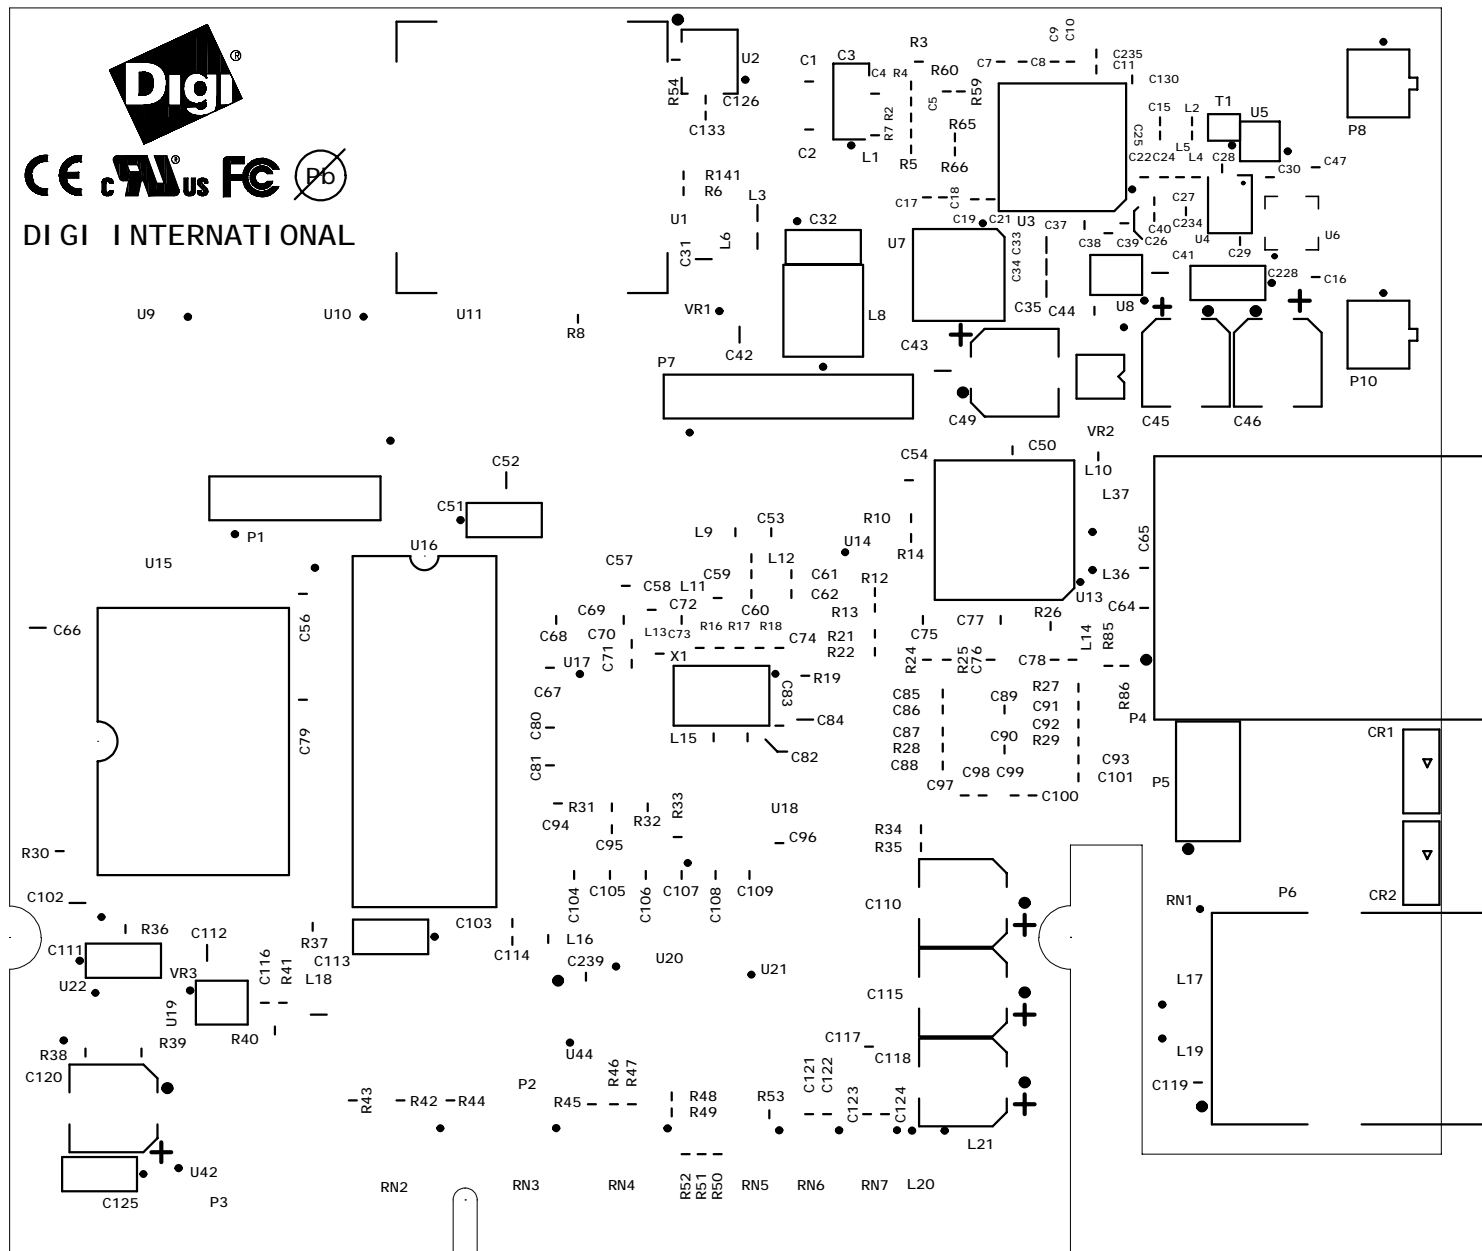 Digi®
CE c RU® US FC Pb
DIGI INTERNATIONAL
U2
R54
C126
C133
C1
C3
C4
R4
R3
R60
C5
R59
C7
C8
C9
C10
C235
C11
C130
C2
L1
R7
R2
R5
R65
R66
C25
C15
L2
T1
U5
P8
L5
L4
C22
C24
C28
C30
C47
R141
R6
L3
U1
C31
L6
C32
C17
C18
C19
C21
U3
U7
C33
C34
C37
C38
C39
C40
C26
C27
C234
U4
C29
U6
C41
C228
C16
U9
U10
U11
R8
VR1
C42
L8
C43
C35
C44
U8
P7
C49
C45
C46
P10
VR2
C52
C51
P1
U16
U15
C54
C50
L10
L37
L9
C53
U14
R10
R14
C65
C57
C58
L11
C59
L12
C61
C62
R12
R13
U13
L36
C64
C66
C56
C69
C68
C70
C71
C72
L13
C73
C60
R16
R17
R18
C74
R21
R22
C75
C77
R26
L14
R85
U17
C67
X1
C83
R19
R24
R25
C76
C78
R86
P4
C79
C80
C81
L15
C84
C82
C85
C86
C87
R28
C88
C89
C90
R27
C91
C92
R29
C93
C101
C97
C98
C99
C100
P5
CR1
CR2
R31
C94
C95
R32
R33
U18
C96
R34
R35
R30
C102
C104
C105
C106
C107
C108
C109
C110
RN1
P6
C111
R36
C112
R37
C113
C103
C114
L16
C239
U20
U21
U22
VR3
U19
C116
R41
L18
R40
C115
L17
L19
C119
R38
R39
C120
U44
C117
C118
R43
R42
R44
P2
R45
R46
R47
R48
R49
R53
C121
C122
C123
C124
L21
U42
C125
P3
RN2
RN3
RN4
R52
R51
R50
RN5
RN6
RN7
L20